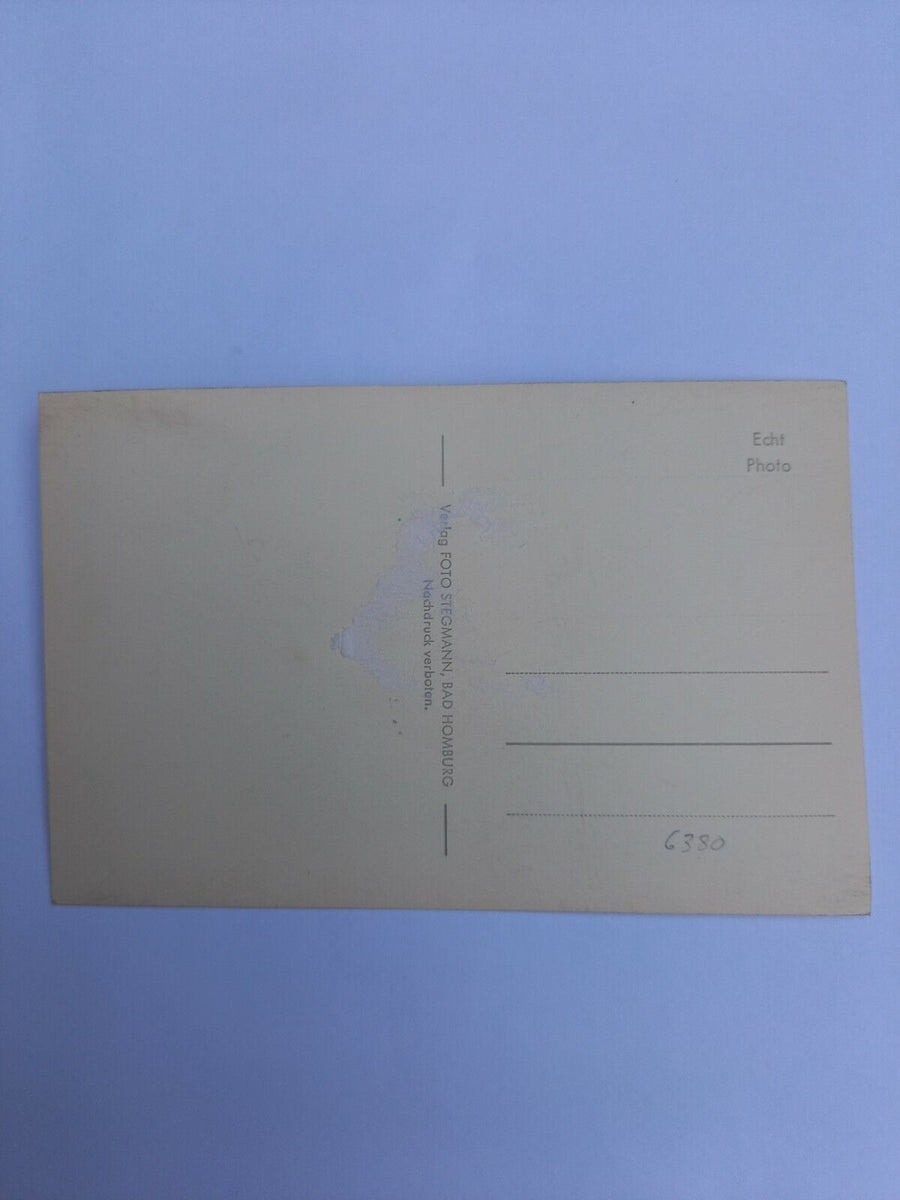 Echt
Photo
Verlag FOTO STEGMANN, BAD HOMBURG
Nachdruck verboten.
6380